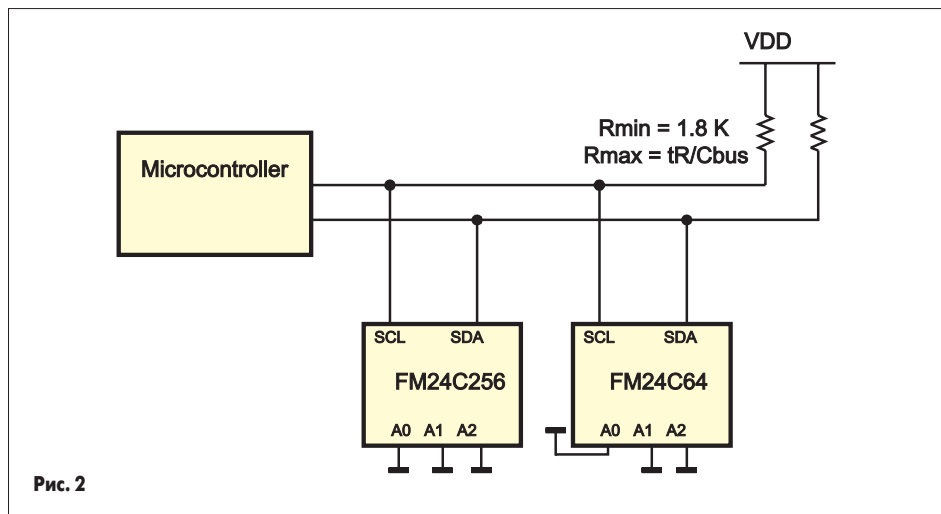 VDD
Rmin = 1.8 K
Rmax = tR/Cbus
Microcontroller
SCL SDA
FM24C256
A0 A1 A2
SCL SDA
FM24C64
A0 A1 A2
Рис. 2